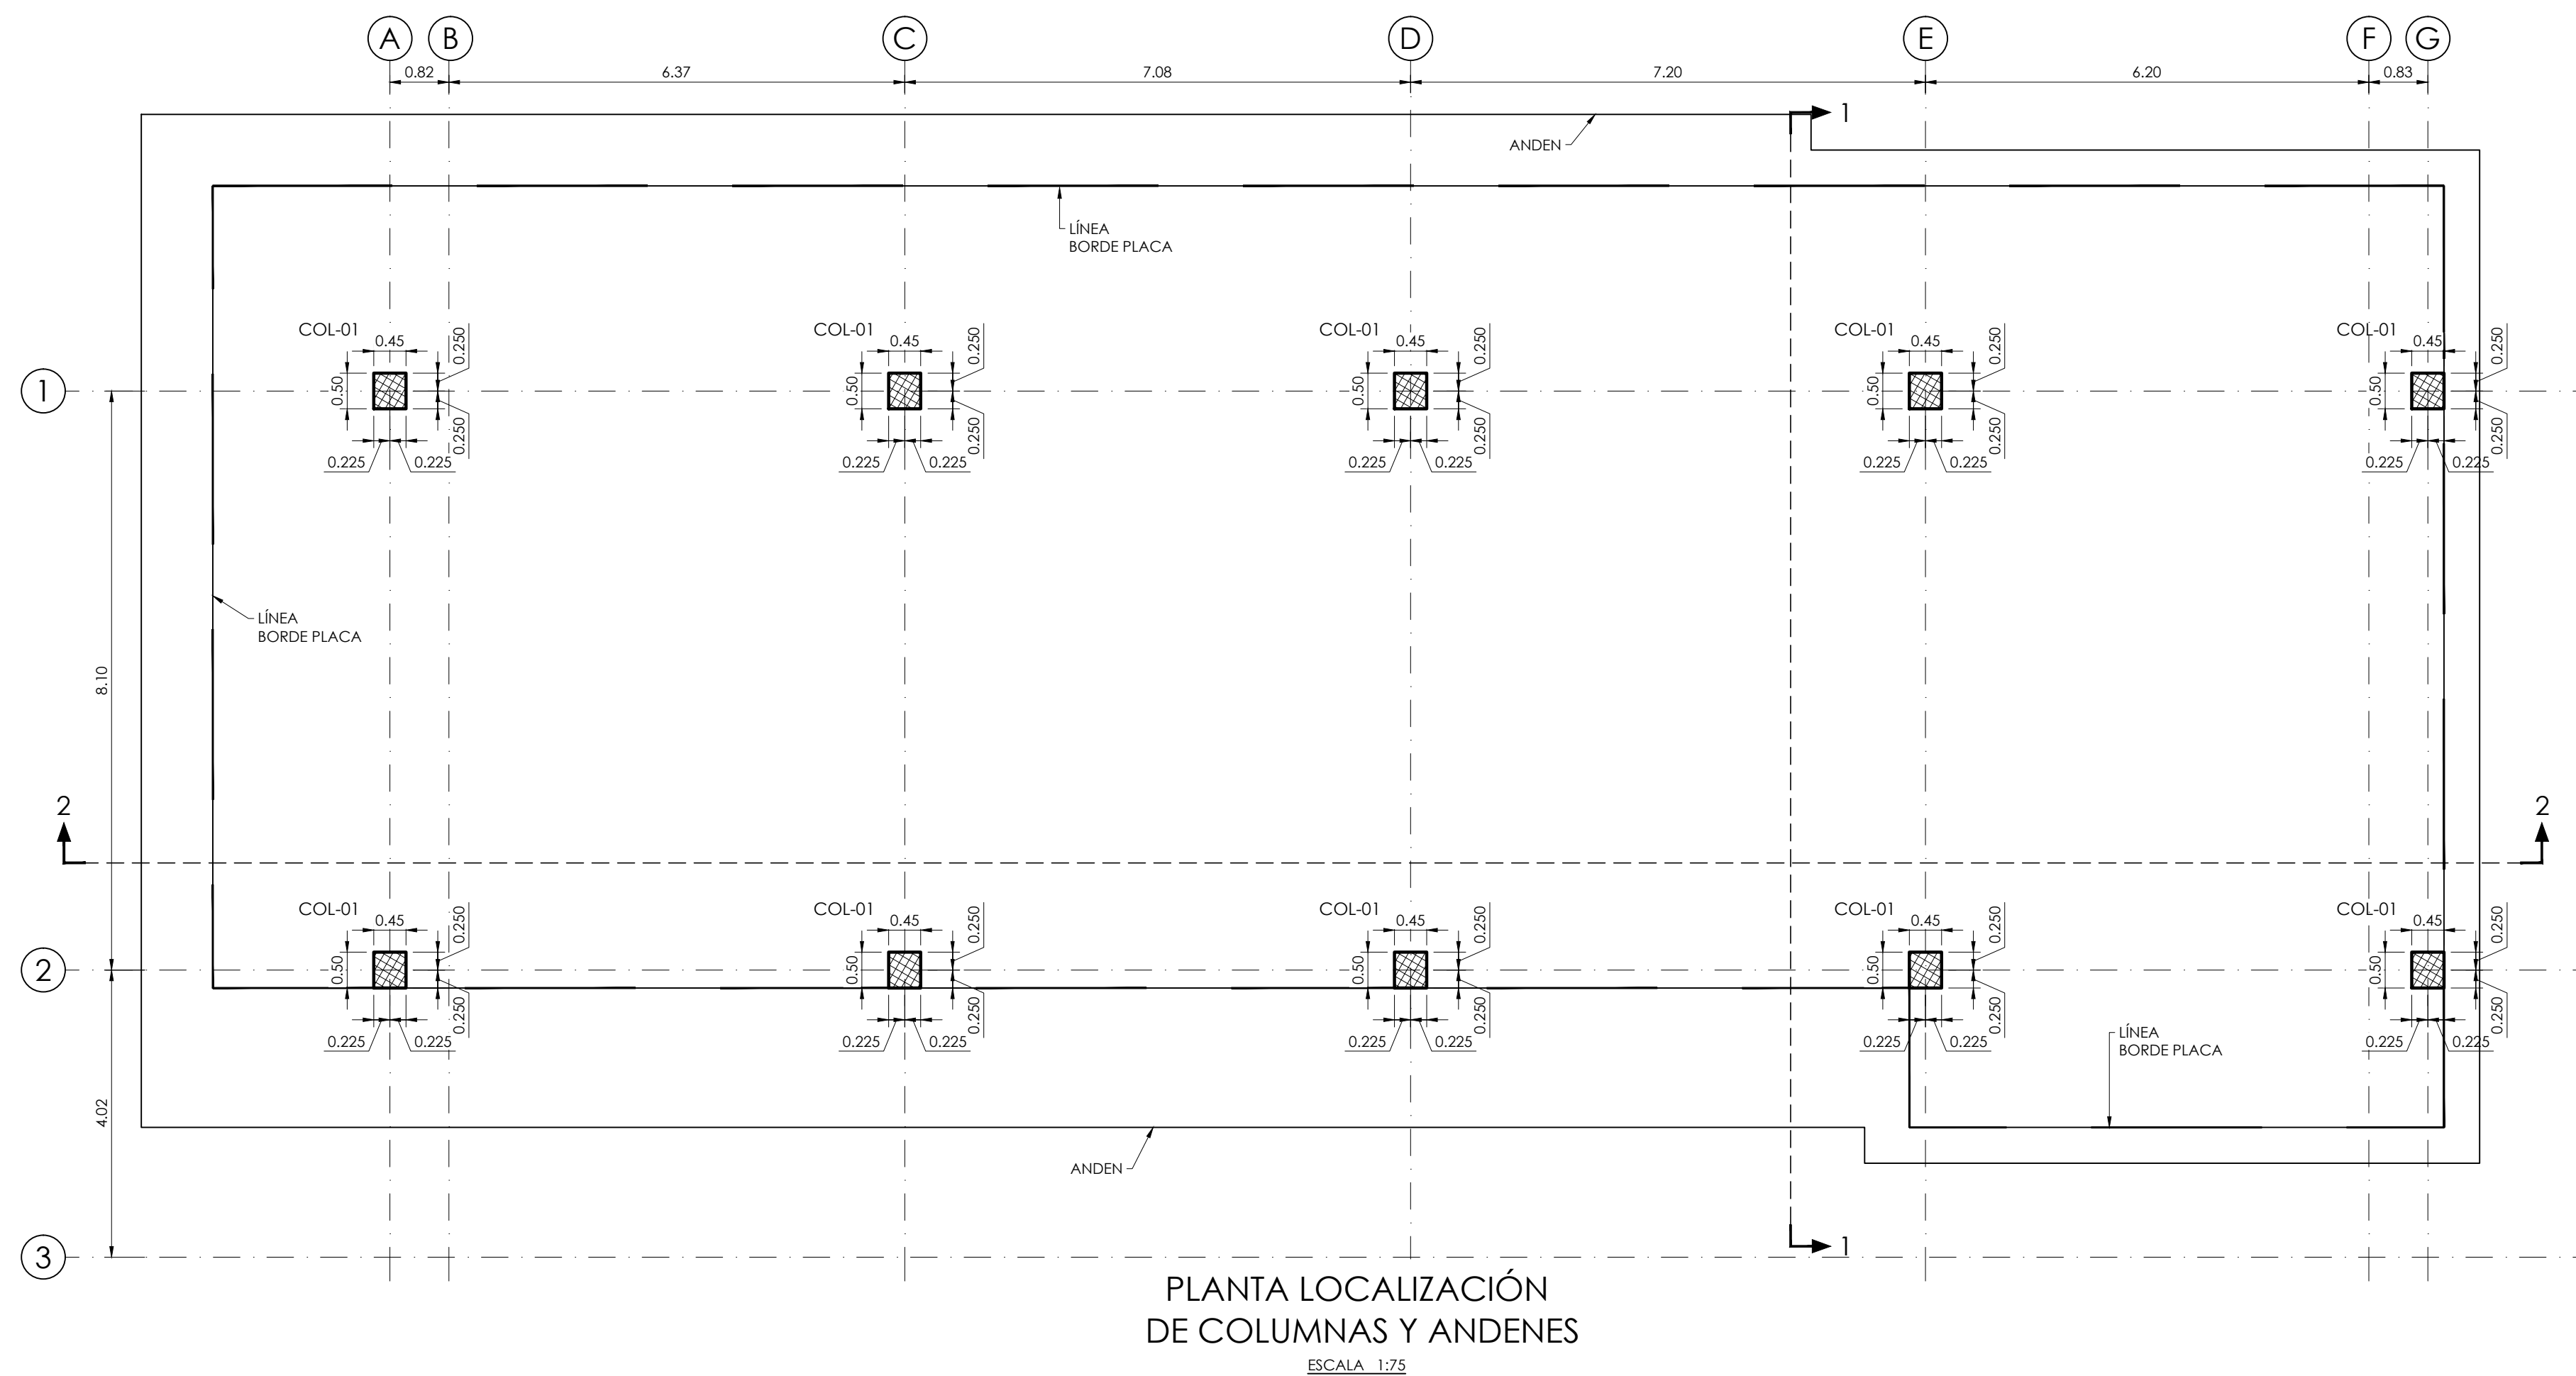 A B C D E F G
0.82 6.37 7.08 7.20 6.20 0.83
1
ANDEN
LÍNEA
BORDE PLACA
COL-01 COL-01 COL-01 COL-01 COL-01
0.45 0.250 0.45 0.250 0.45 0.250 0.45 0.250 0.45 0.250
1
0.50 0.50 0.50 0.50 0.50
0.250 0.250 0.250 0.250 0.250
0.225 0.225 0.225 0.225 0.225 0.225 0.225 0.225 0.225 0.225
LÍNEA
BORDE PLACA
8.10
2 2
COL-01 COL-01 COL-01 COL-01 COL-01
0.45 0.250 0.45 0.250 0.45 0.250 0.45 0.250 0.45 0.250
2
0.50 0.50 0.50 0.50 0.50
0.250 0.250 0.250 0.250 0.250
0.225 0.225 0.225 0.225 0.225 0.225 0.225 0.225 0.225 0.225
LÍNEA
BORDE PLACA
4.02
ANDEN
1
3
PLANTA LOCALIZACIÓN
DE COLUMNAS Y ANDENES
ESCALA 1:75